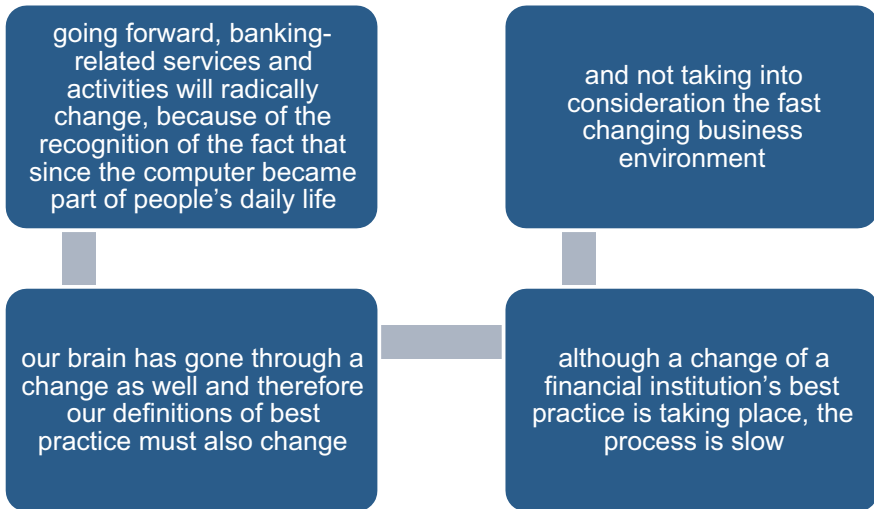 going forward, banking-
related services and
activities will radically
change, because of the
recognition of the fact that
since the computer became
part of people’s daily life
our brain has gone through a
change as well and therefore
our definitions of best
practice must also change
although a change of a
financial institution’s best
practice is taking place, the
process is slow
and not taking into
consideration the fast
changing business
environment